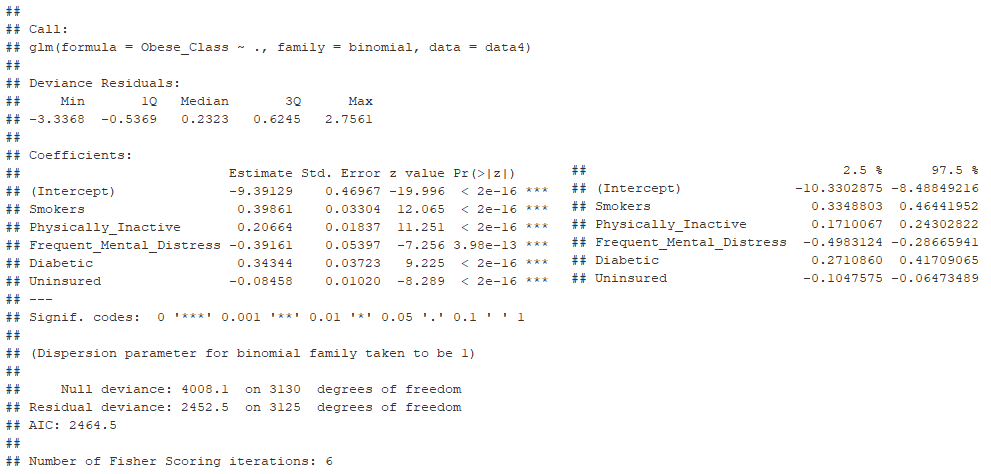 ##
## Call:
## glm(formula = Obese_Class ~ ., family = binomial, data = data4)
##
## Deviance Residuals:
##     Min       1Q   Median       3Q      Max
## -3.3368  -0.5369   0.2323   0.6245   2.7561
##
## Coefficients:
##                          Estimate Std. Error z value Pr(>|z|)
## (Intercept)              -9.39129    0.46967 -19.996  < 2e-16 ***
## Smokers                   0.39861    0.03304  12.065  < 2e-16 ***
## Physically_Inactive       0.20664    0.01837  11.251  < 2e-16 ***
## Frequent_Mental_Distress -0.39161    0.05397  -7.256 3.98e-13 ***
## Diabetic                  0.34344    0.03723   9.225  < 2e-16 ***
## Uninsured                -0.08458    0.01020  -8.289  < 2e-16 ***
## ---
## Signif. codes:  0 '***' 0.001 '**' 0.01 '*' 0.05 '.' 0.1 ' ' 1
##
## (Dispersion parameter for binomial family taken to be 1)
##
##     Null deviance: 4008.1  on 3130  degrees of freedom
## Residual deviance: 2452.5  on 3125  degrees of freedom
## AIC: 2464.5
##
## Number of Fisher Scoring iterations: 6
##                               2.5 %      97.5 %
## (Intercept)              -10.3302875 -8.48849216
## Smokers                    0.3348803  0.46441952
## Physically_Inactive        0.1710067  0.24302822
## Frequent_Mental_Distress  -0.4983124 -0.28665941
## Diabetic                   0.2710860  0.41709065
## Uninsured                 -0.1047575 -0.06473489